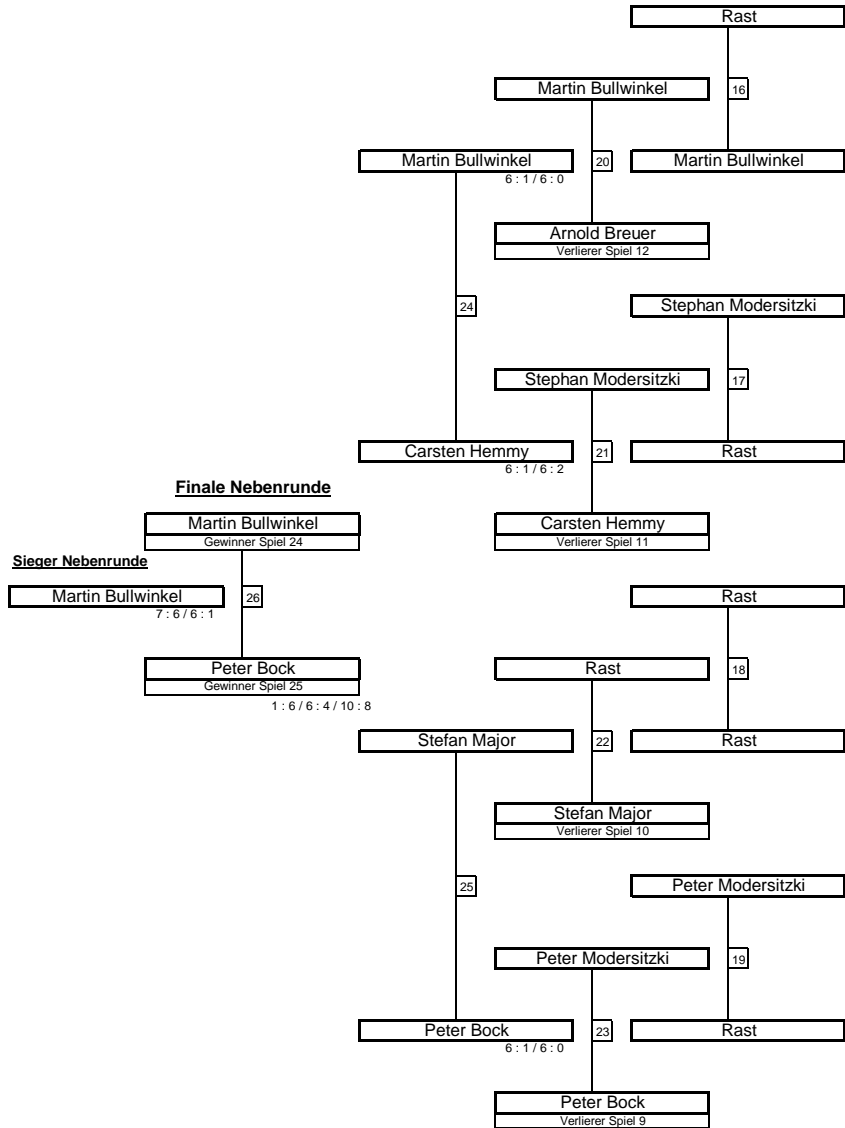 Rast
Martin Bullwinkel
16
Martin Bullwinkel
20
Martin Bullwinkel
6 : 1 / 6 : 0
Arnold Breuer
Verlierer Spiel 12
24
Stephan Modersitzki
Stephan Modersitzki
17
Carsten Hemmy
21
Rast
6 : 1 / 6 : 2
Finale Nebenrunde
Martin Bullwinkel
Gewinner Spiel 24
Carsten Hemmy
Verlierer Spiel 11
Sieger Nebenrunde
Martin Bullwinkel
26
Rast
7 : 6 / 6 : 1
Peter Bock
Gewinner Spiel 25
Rast
18
1 : 6 / 6 : 4 / 10 : 8
Stefan Major
22
Rast
Stefan Major
Verlierer Spiel 10
25
Peter Modersitzki
Peter Modersitzki
19
Peter Bock
23
Rast
6 : 1 / 6 : 0
Peter Bock
Verlierer Spiel 9